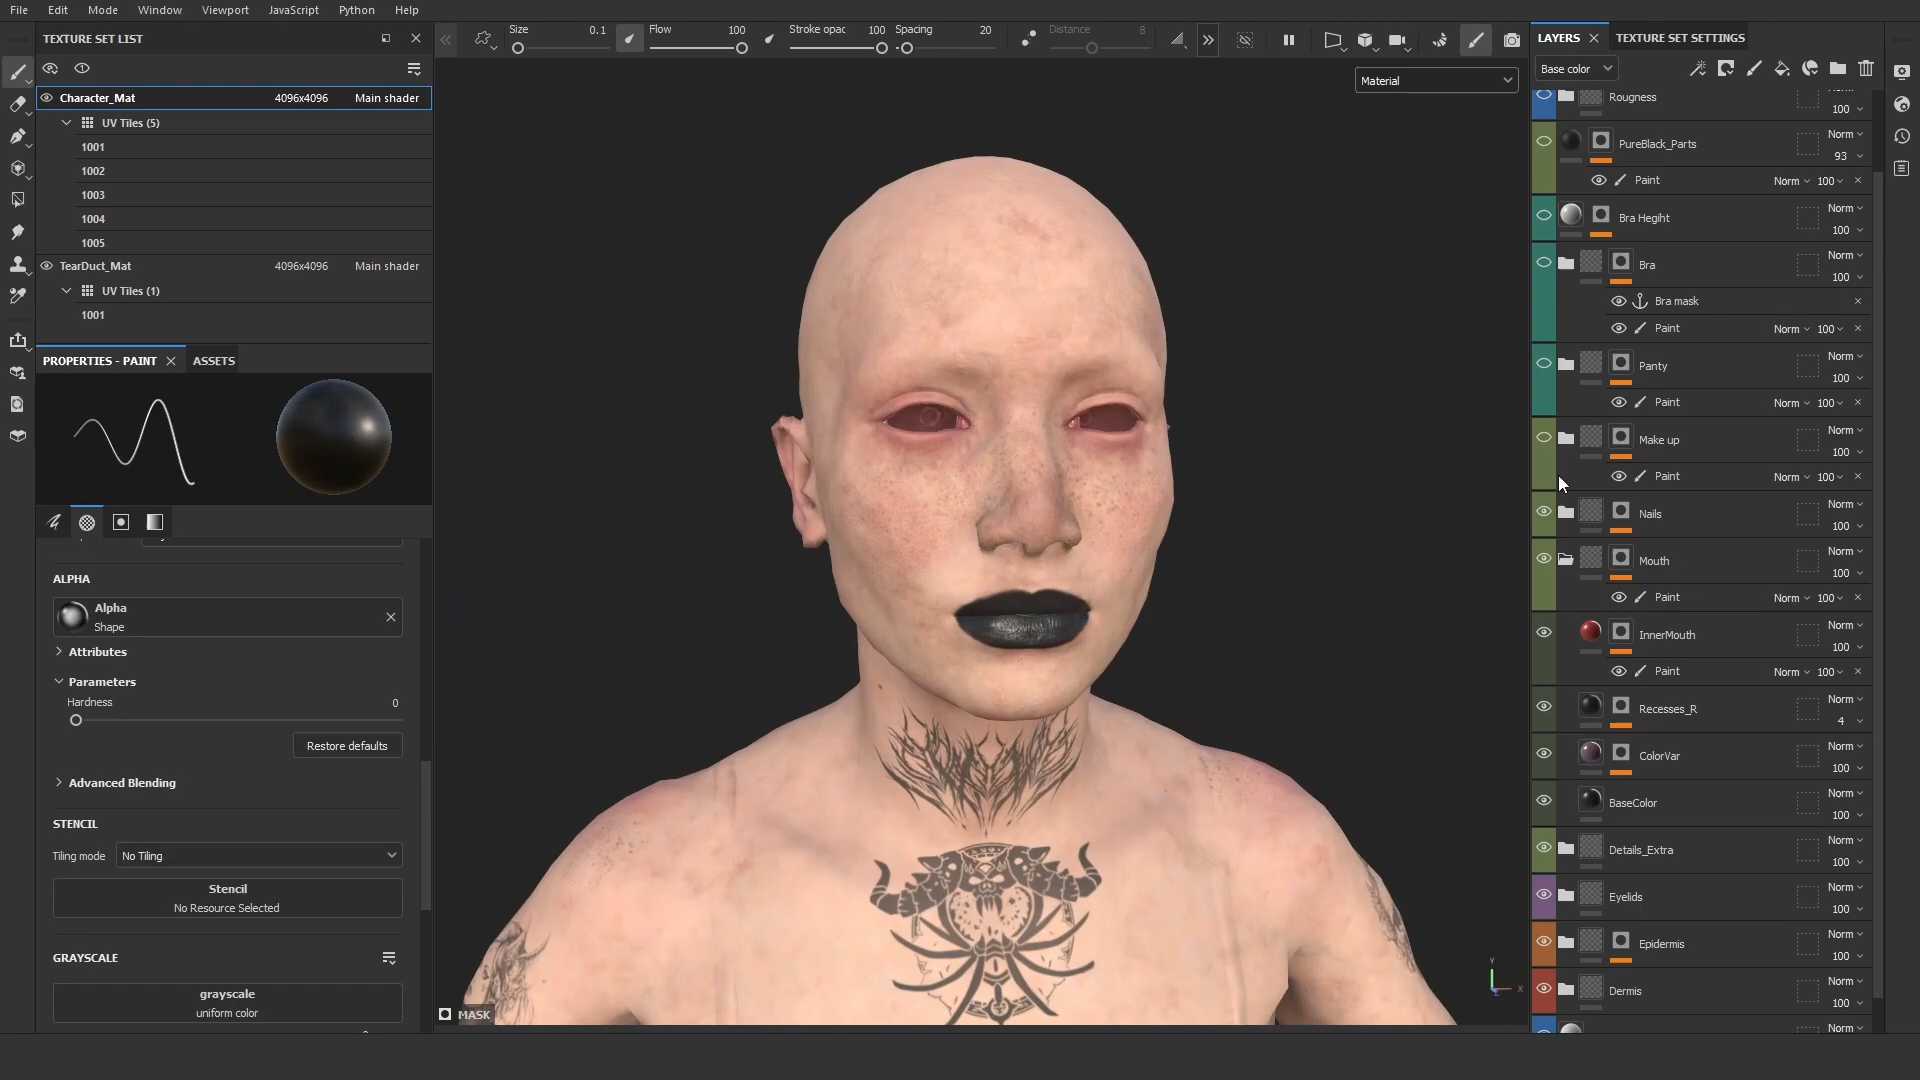 File Edit Mode Window Viewport JavaScript Python Help
TEXTURE SET LIST
Character_Mat 4096x4096 Main shader
UV Tiles (5)
1001
1002
1003
1004
1005
TearDuct_Mat 4096x4096 Main shader
UV Tiles (1)
1001
PROPERTIES - PAINT ASSETS
ALPHA
Alpha
Shape
Attributes
Parameters
Hardness 0
Restore defaults
Advanced Blending
STENCIL
Tiling mode No Tiling
Stencil
No Resource Selected
GRAYSCALE
grayscale
uniform color
Size 0.1 Flow 100 Stroke opac 100 Spacing 20 Distance 8
Material
MASK
Y
X
LAYERS TEXTURE SET SETTINGS
Base color
Rougness
100
Norm
PureBlack_Parts
93
Paint Norm 100
Norm
Bra Hegiht
100
Norm
Bra
100
Bra mask
Paint Norm 100
Norm
Panty
100
Paint Norm 100
Norm
Make up
100
Paint Norm 100
Norm
Nails
100
Norm
Mouth
100
Paint Norm 100
Norm
InnerMouth
100
Paint Norm 100
Norm
Recesses_R
4
Norm
ColorVar
100
Norm
BaseColor
100
Norm
Details_Extra
100
Norm
Eyelids
100
Norm
Epidermis
100
Norm
Dermis
100
Norm